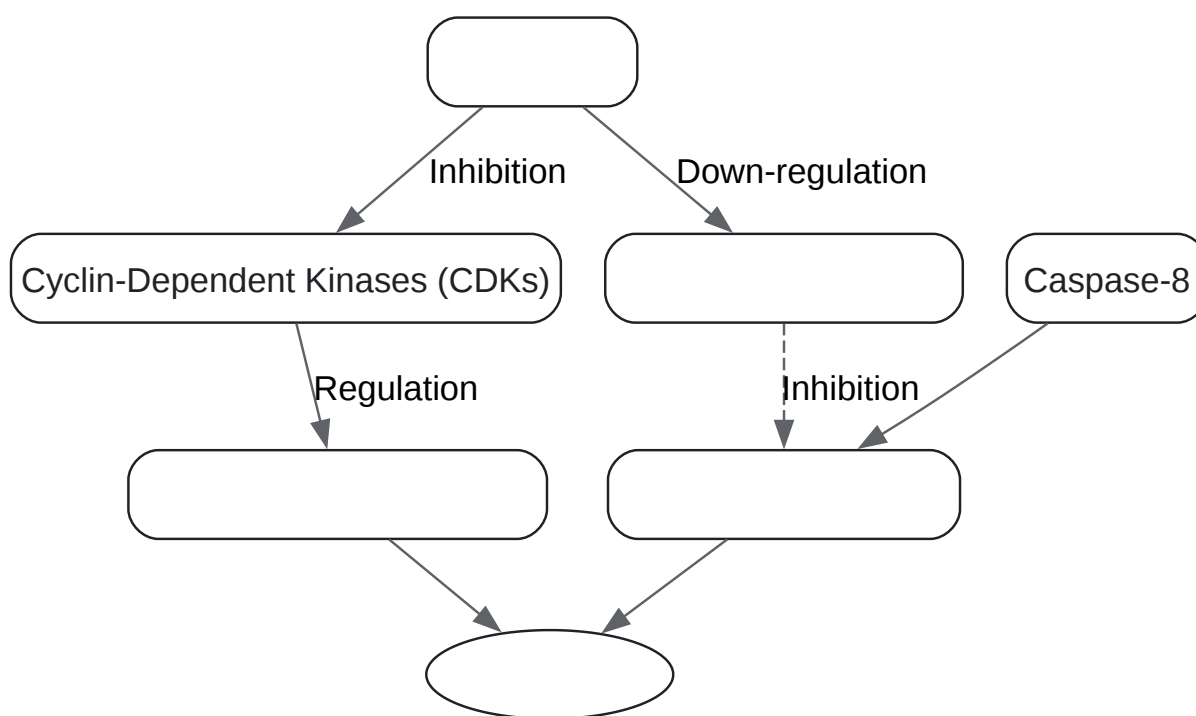 Inhibition
Down-regulation
Cyclin-Dependent Kinases (CDKs)
Caspase-8
Regulation
Inhibition